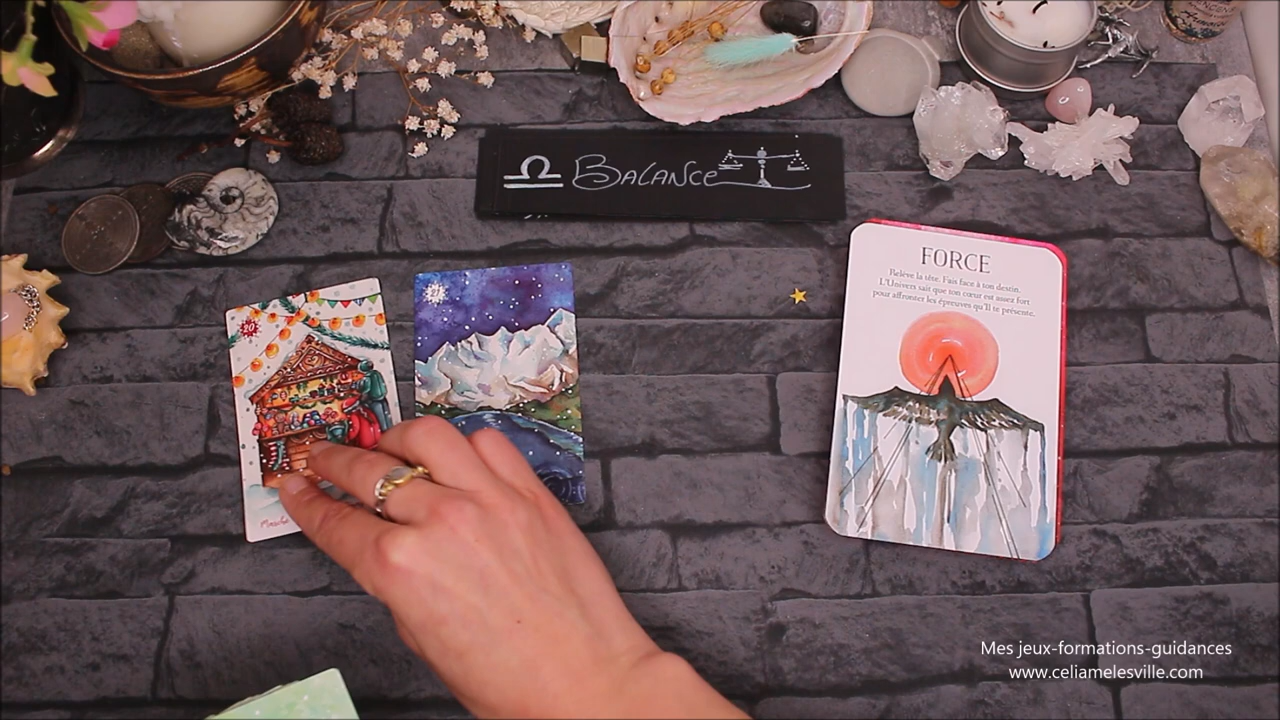 ♎ BALANCE
FORCE
Relève la tête. Fais face à ton destin.
L'Univers sait que ton cœur est assez fort
pour affronter les épreuves qu'Il te présente.
20
Mes jeux-formations-guidances
www.celiamelesville.com